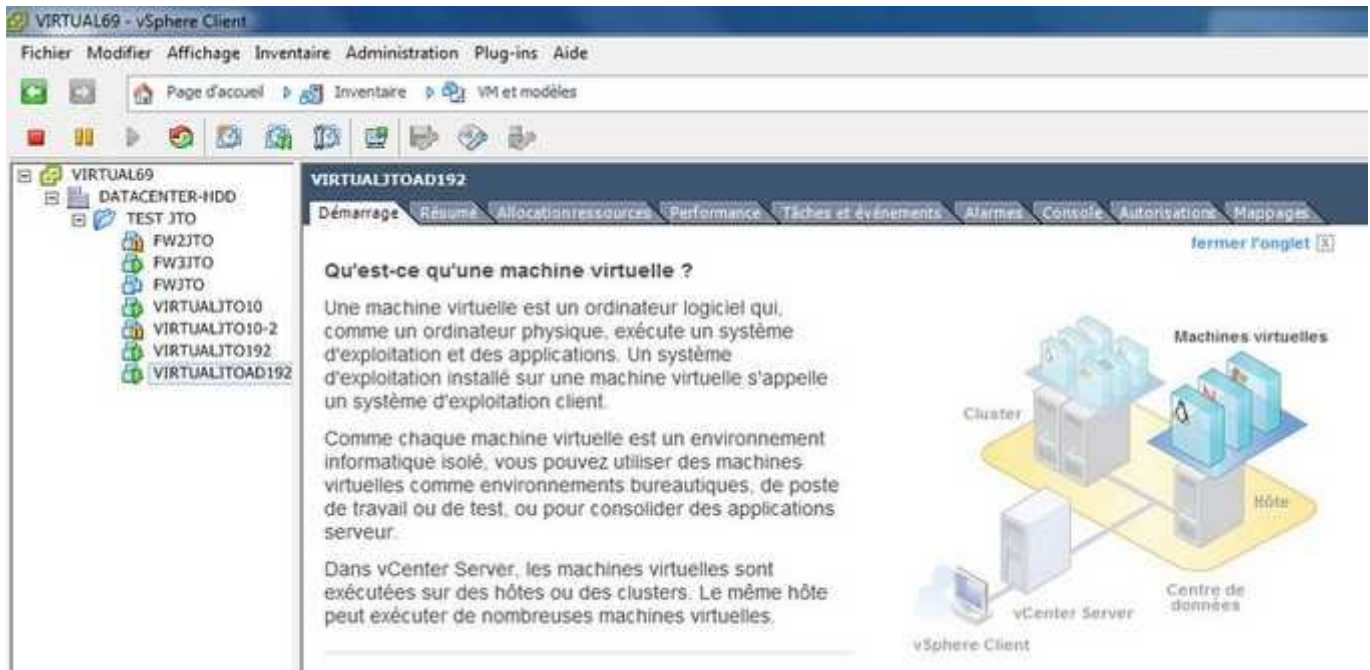 VIRTUAL69 - vSphere Client
Fichier Modifier Affichage Inventaire Administration Plug-ins Aide
Page d'accueil Inventaire VM et modèles
VIRTUAL69
DATACENTER-HDD
TEST JTO
FW2JTO
FW3JTO
FWJTO
VIRTUALJTO10
VIRTUALJTO10-2
VIRTUALJTO192
VIRTUALJTOAD192
VIRTUALJTOAD192
Démarrage Résumé Allocation ressources Performance Tâches et événements Alarmes Console Autorisations Mappages
fermer l'onglet
Qu'est-ce qu'une machine virtuelle ?
Une machine virtuelle est un ordinateur logiciel qui,
comme un ordinateur physique, exécute un système
d'exploitation et des applications. Un système
d'exploitation installé sur une machine virtuelle s'appelle
un système d'exploitation client.
Comme chaque machine virtuelle est un environnement
informatique isolé, vous pouvez utiliser des machines
virtuelles comme environnements bureautiques, de poste
de travail ou de test, ou pour consolider des applications
serveur.
Dans vCenter Server, les machines virtuelles sont
exécutées sur des hôtes ou des clusters. Le même hôte
peut exécuter de nombreuses machines virtuelles.
Machines virtuelles
Cluster
Hôte
Centre de
données
vCenter Server
vSphere Client